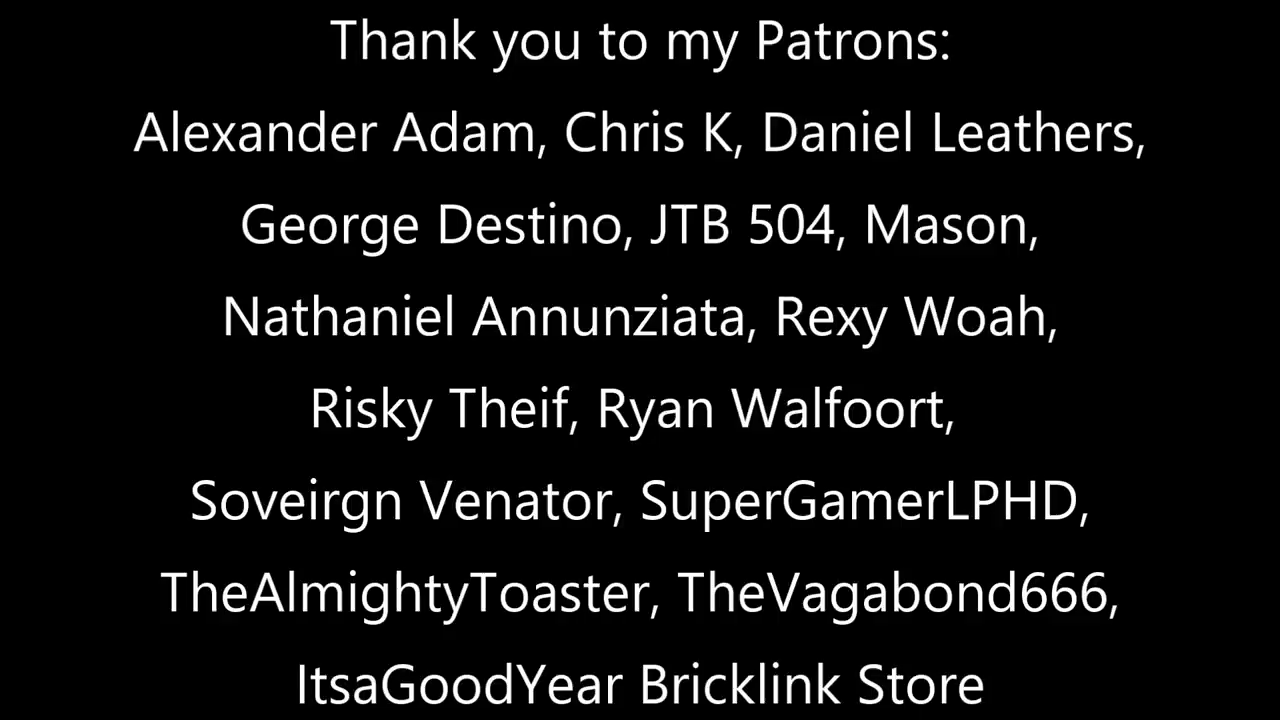 Thank you to my Patrons:
Alexander Adam, Chris K, Daniel Leathers,
George Destino, JTB 504, Mason,
Nathaniel Annunziata, Rexy Woah,
Risky Theif, Ryan Walfoort,
Soveirgn Venator, SuperGamerLPHD,
TheAlmightyToaster, TheVagabond666,
ItsaGoodYear Bricklink Store